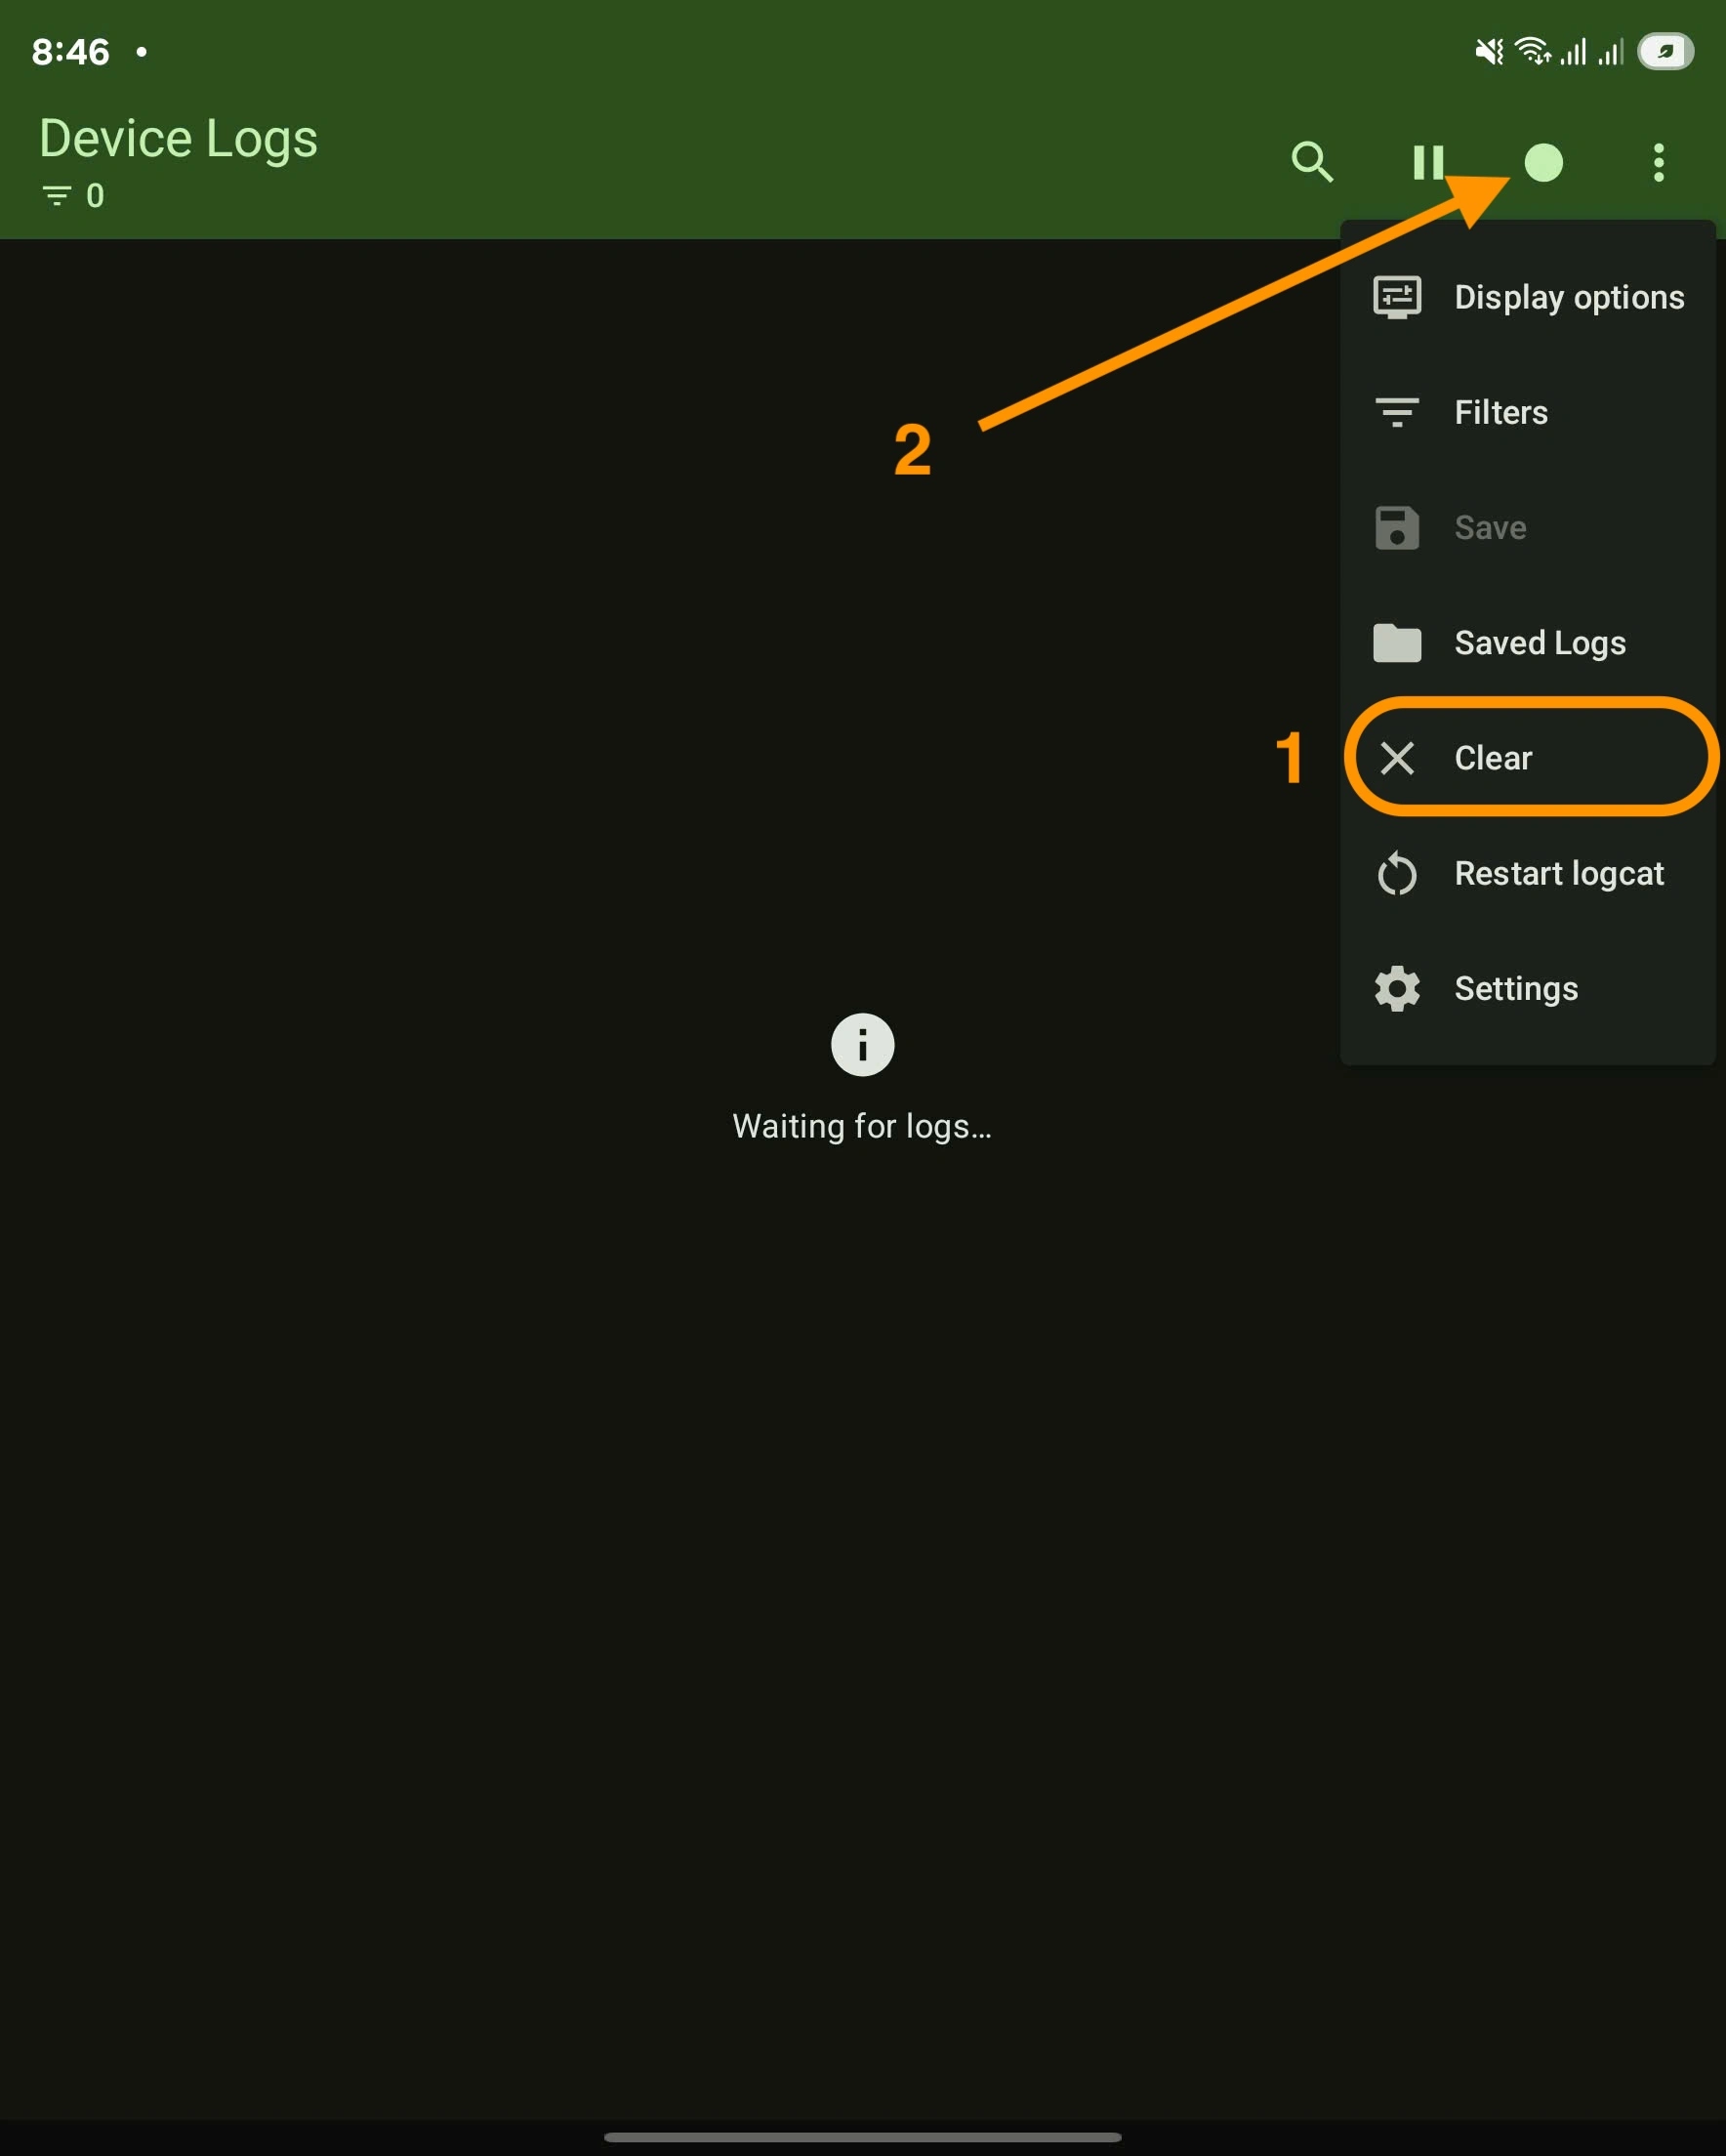 8:46
Device Logs
0
Display options
2
Filters
Save
Saved Logs
1
Clear
Restart logcat
Settings
Waiting for logs...